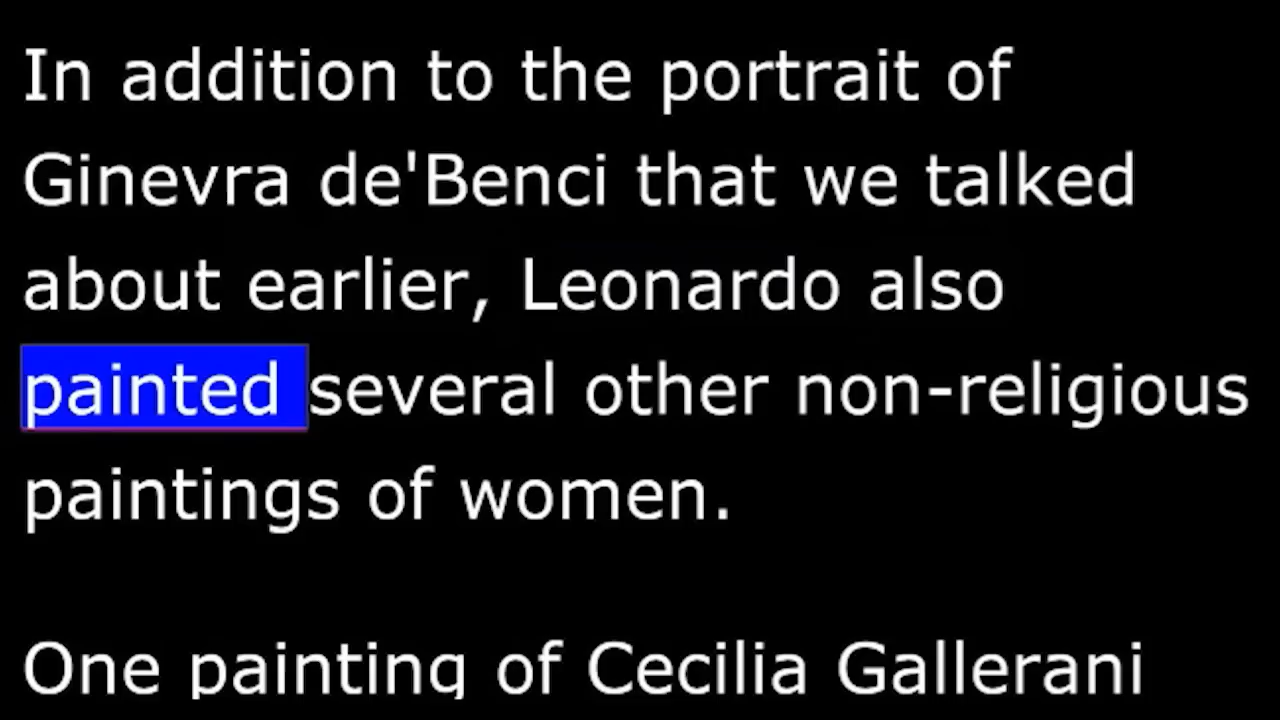 In addition to the portrait of
Ginevra de'Benci that we talked
about earlier, Leonardo also
painted several other non-religious
paintings of women.
One painting of Cecilia Gallerani